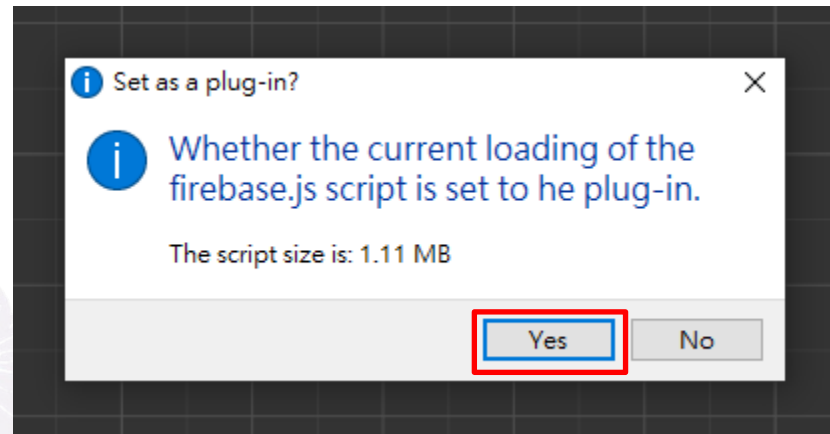 Set as a plug-in?
Whether the current loading of the
firebase.js script is set to he plug-in.
The script size is: 1.11 MB
Yes No